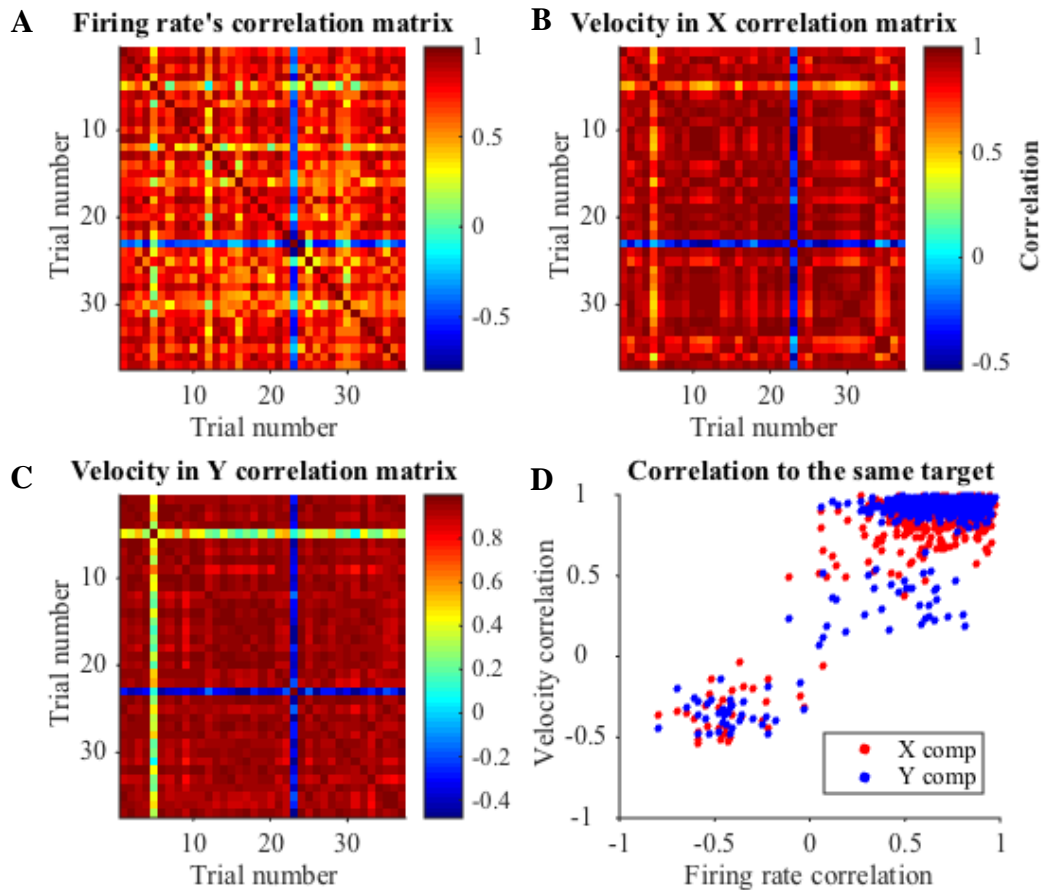 A
Firing rate's correlation matrix
Trial number
10
20
30
10
20
30
Trial number
1
0.5
0
-0.5
B
Velocity in X correlation matrix
Trial number
10
20
30
10
20
30
Trial number
1
0.5
0
-0.5
Correlation
C
Velocity in Y correlation matrix
Trial number
10
20
30
10
20
30
Trial number
0.8
0.6
0.4
0.2
0
-0.2
-0.4
D
Correlation to the same target
Velocity correlation
1
0.5
0
-0.5
-1
-1
-0.5
0
0.5
1
Firing rate correlation
X comp
Y comp